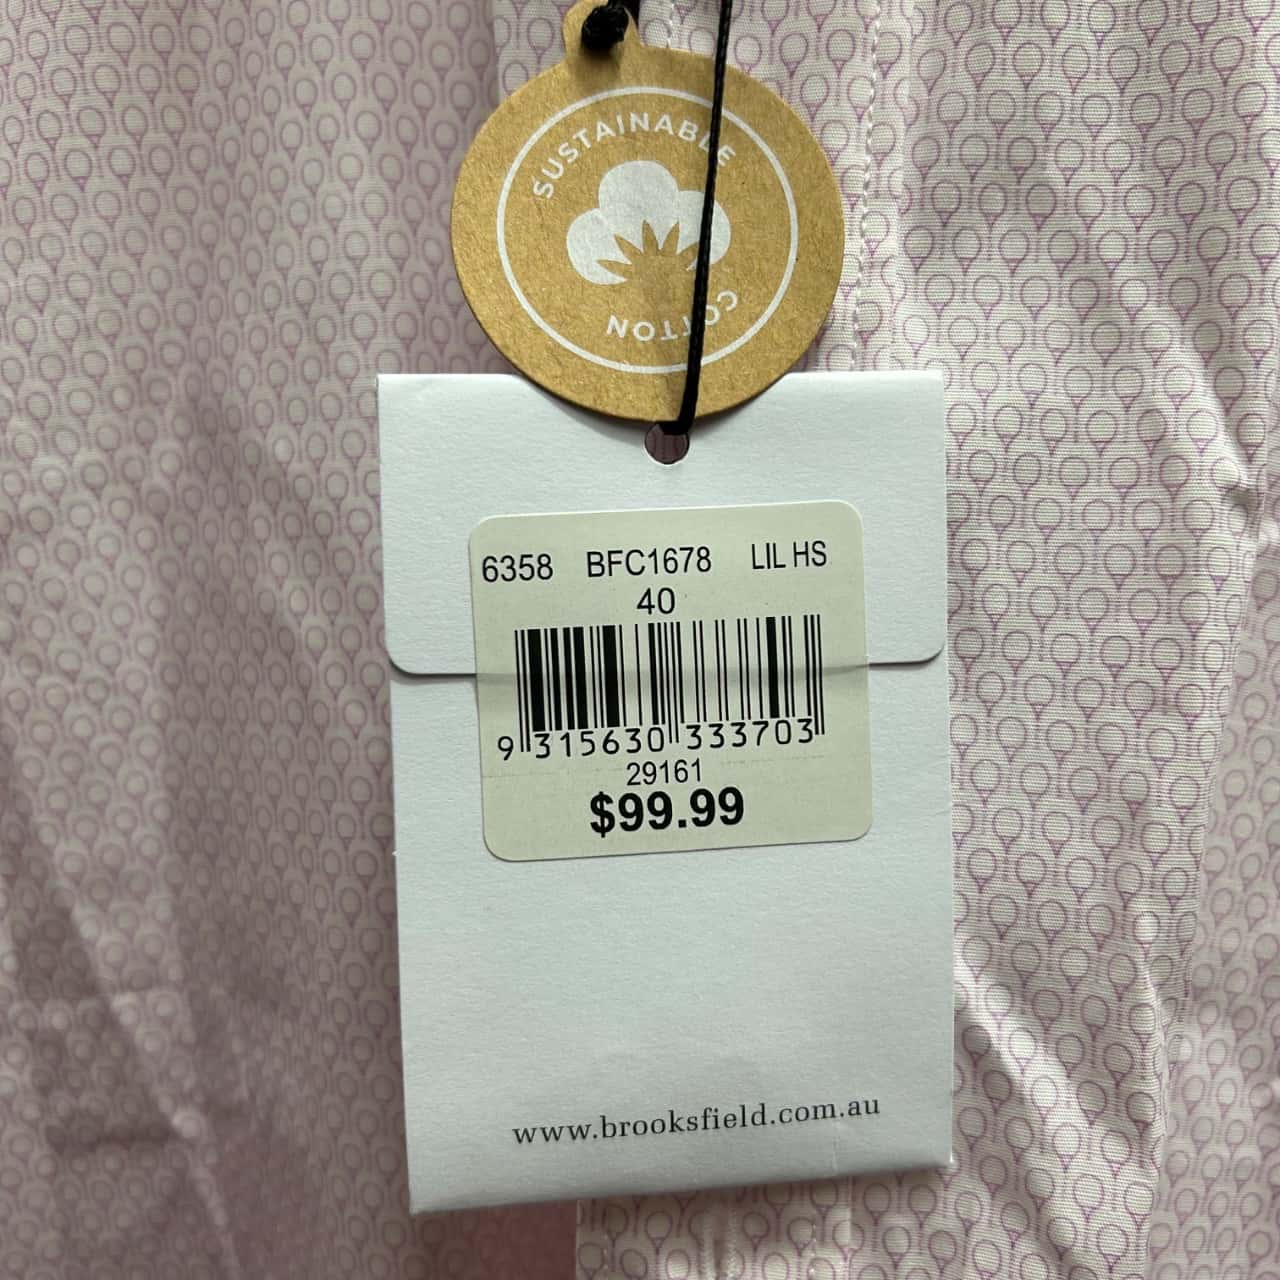 SUSTAINABLE
COTTON
6358 BFC1678 LIL HS
40
9 315630 333703
29161
$99.99
www.brooksfield.com.au